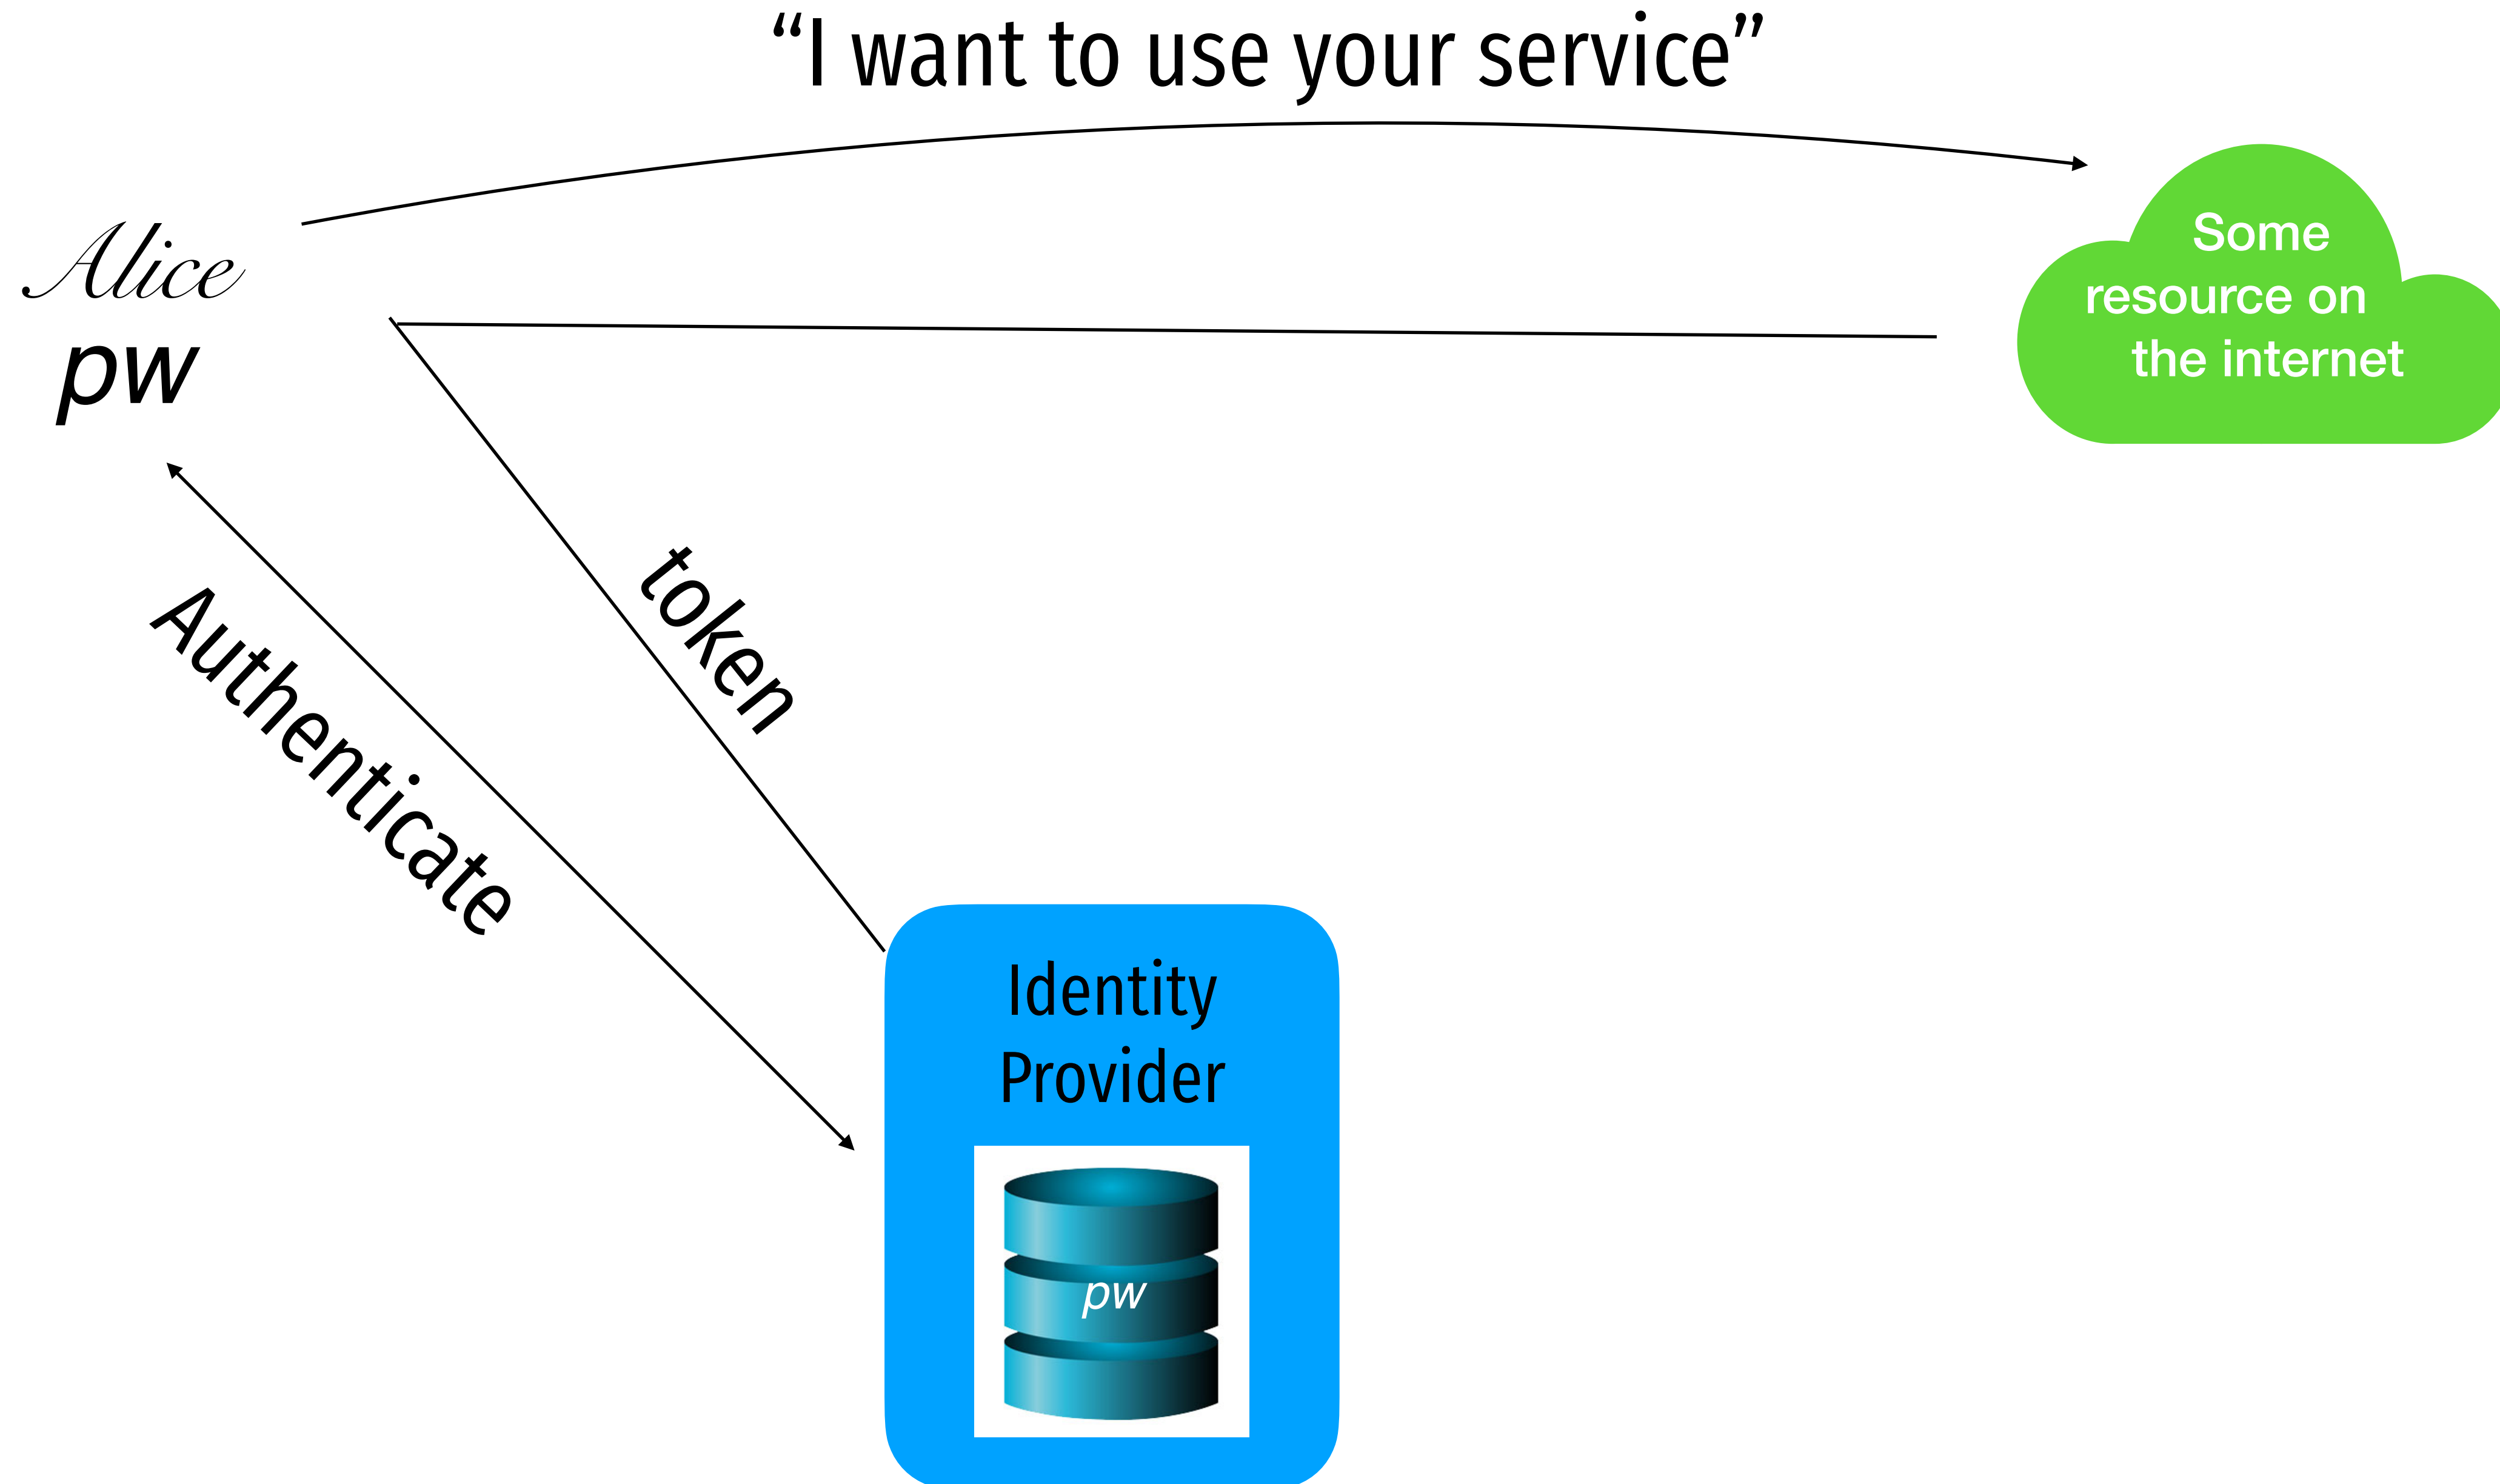 “I want to use your service”
Alice
pw
Some
resource on
the internet
token
Authenticate
Identity
Provider
pw